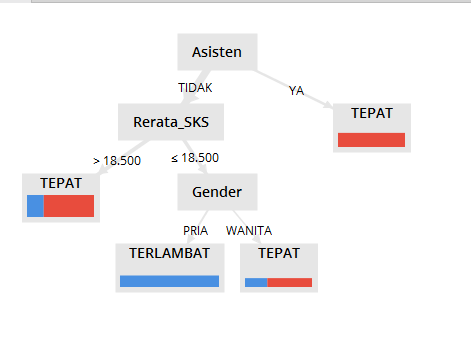 Asisten
TIDAK
YA
Rerata_SKS
TEPAT
> 18.500
≤ 18.500
TEPAT
Gender
PRIA
WANITA
TERLAMBAT
TEPAT